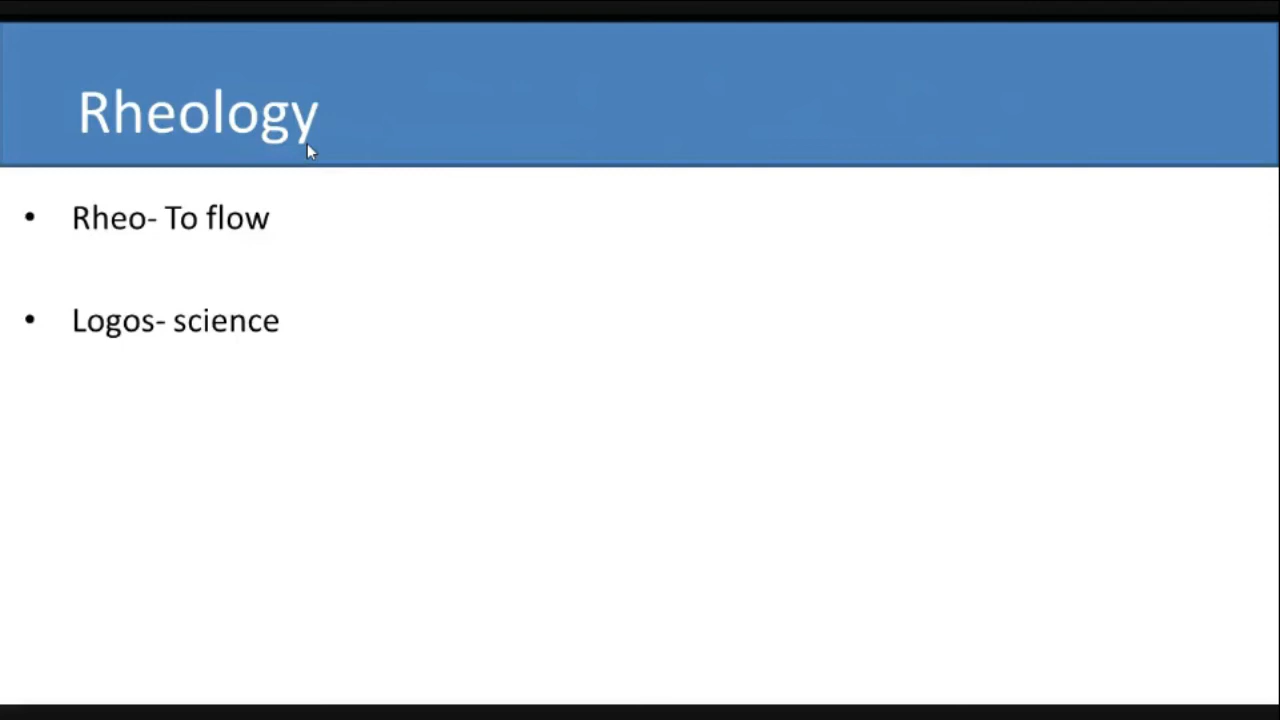 Rheology
• Rheo- To flow
• Logos- science